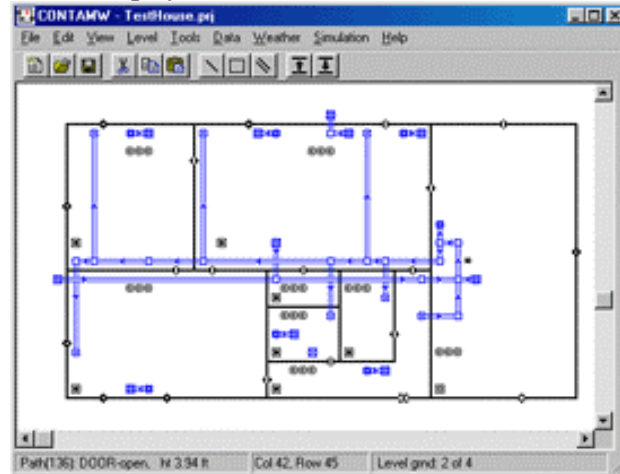 CONTAMW - TestHouse.prj
File Edit View Level Tools Data Weather Simulation Help
Path(136): DOOR-open, ht 3.94 ft Col 42, Row 45 Level grnd: 2 of 4